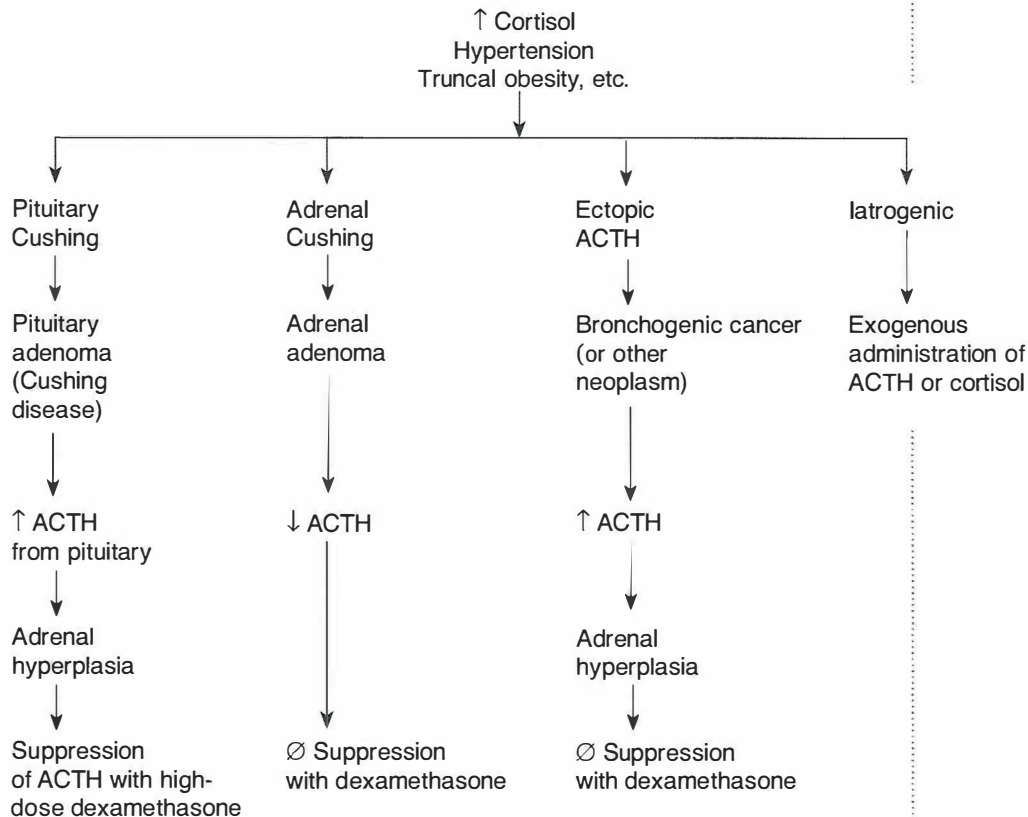 ↑ Cortisol
Hypertension
Truncal obesity, etc.
Pituitary
Cushing
Adrenal
Cushing
Ectopic
ACTH
Iatrogenic
Pituitary
adenoma
(Cushing
disease)
Adrenal
adenoma
Bronchogenic cancer
(or other
neoplasm)
Exogenous
administration of
ACTH or cortisol
↑ ACTH
from pituitary
↓ ACTH
↑ ACTH
Adrenal
hyperplasia
Adrenal
hyperplasia
Suppression
of ACTH with high-
dose dexamethasone
∅ Suppression
with dexamethasone
∅ Suppression
with dexamethasone